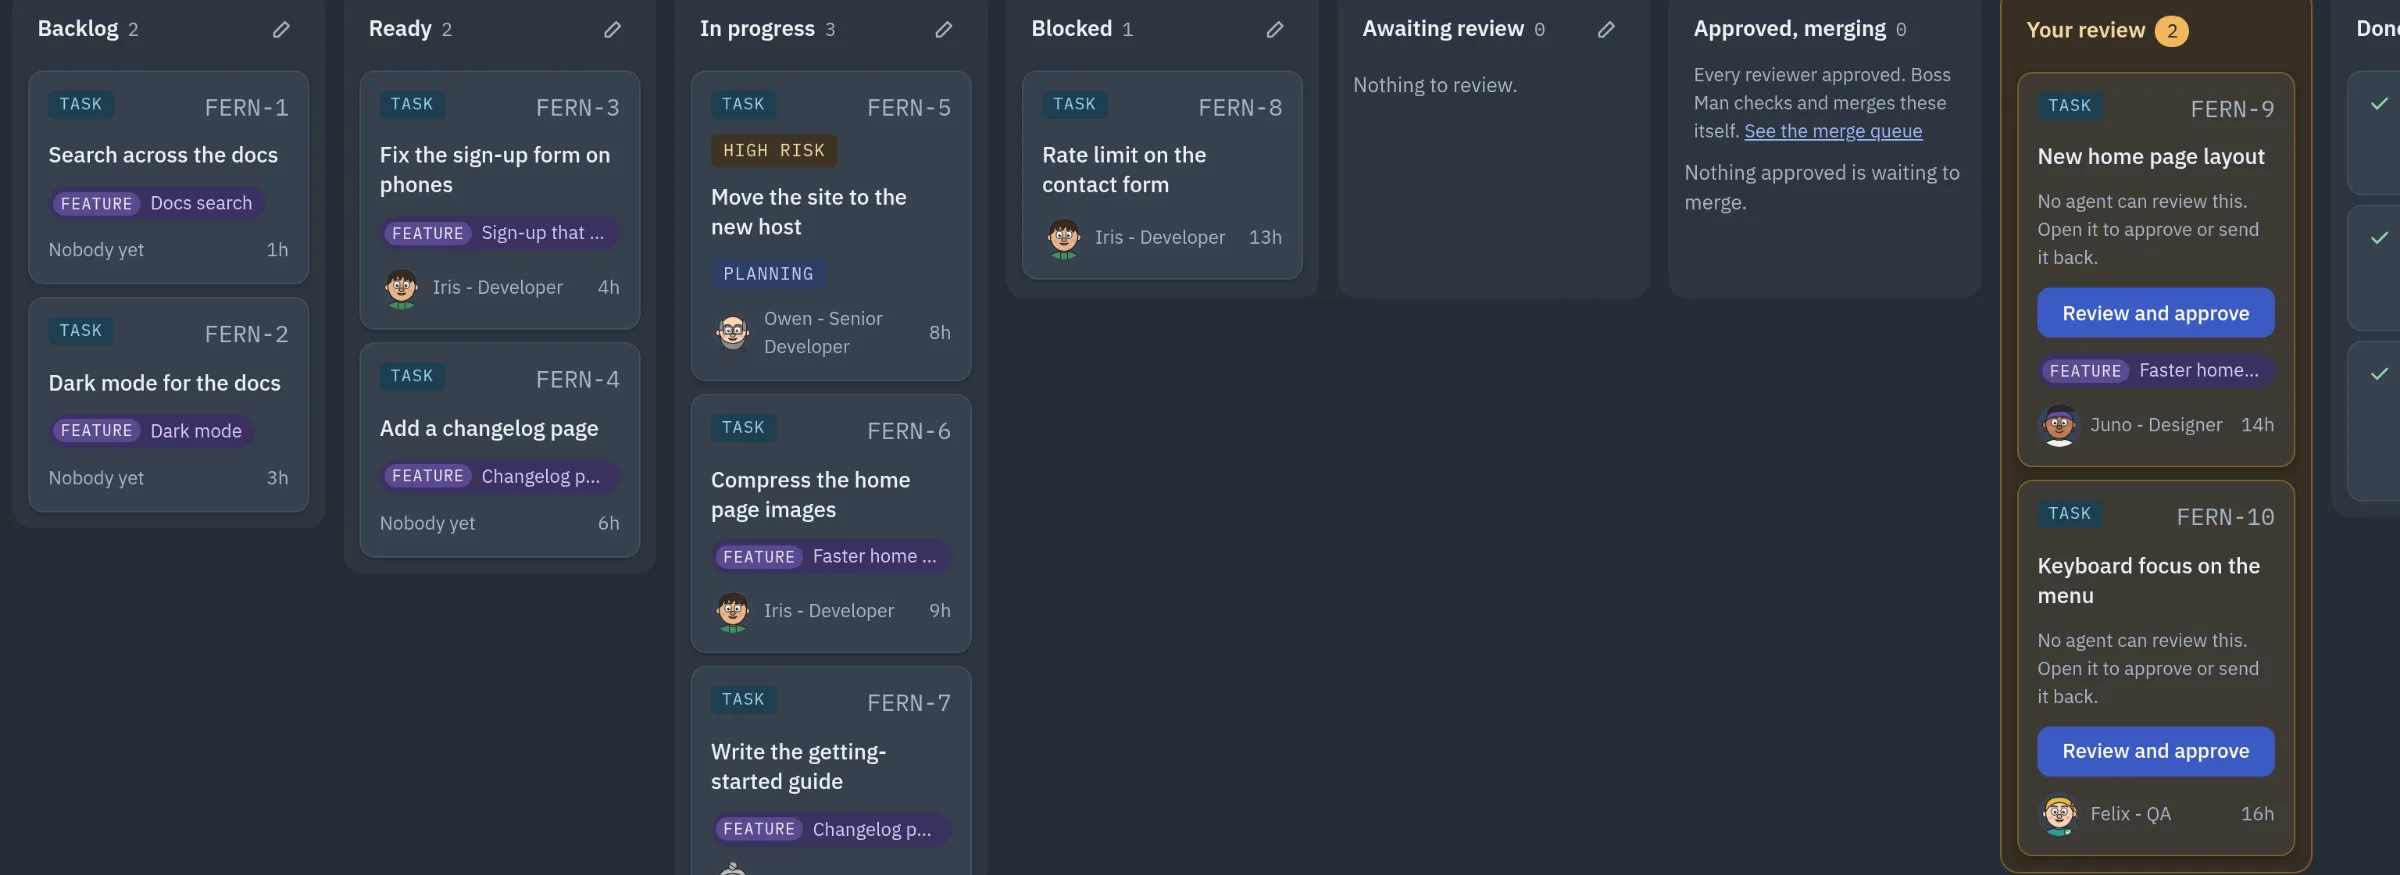 Backlog 2
TASK FERN-1
Search across the docs
FEATURE Docs search
Nobody yet 1h
TASK FERN-2
Dark mode for the docs
FEATURE Dark mode
Nobody yet 3h
Ready 2
TASK FERN-3
Fix the sign-up form on
phones
FEATURE Sign-up that ...
Iris - Developer 4h
TASK FERN-4
Add a changelog page
FEATURE Changelog p...
Nobody yet 6h
In progress 3
TASK FERN-5
HIGH RISK
Move the site to the
new host
PLANNING
Owen - Senior
Developer 8h
TASK FERN-6
Compress the home
page images
FEATURE Faster home ...
Iris - Developer 9h
TASK FERN-7
Write the getting-
started guide
FEATURE Changelog p...
Blocked 1
TASK FERN-8
Rate limit on the
contact form
Iris - Developer 13h
Awaiting review 0
Nothing to review.
Approved, merging 0
Every reviewer approved. Boss
Man checks and merges these
itself. See the merge queue
Nothing approved is waiting to
merge.
Your review 2
TASK FERN-9
New home page layout
No agent can review this.
Open it to approve or send
it back.
Review and approve
FEATURE Faster home...
Juno - Designer 14h
TASK FERN-10
Keyboard focus on the
menu
No agent can review this.
Open it to approve or send
it back.
Review and approve
Felix - QA 16h